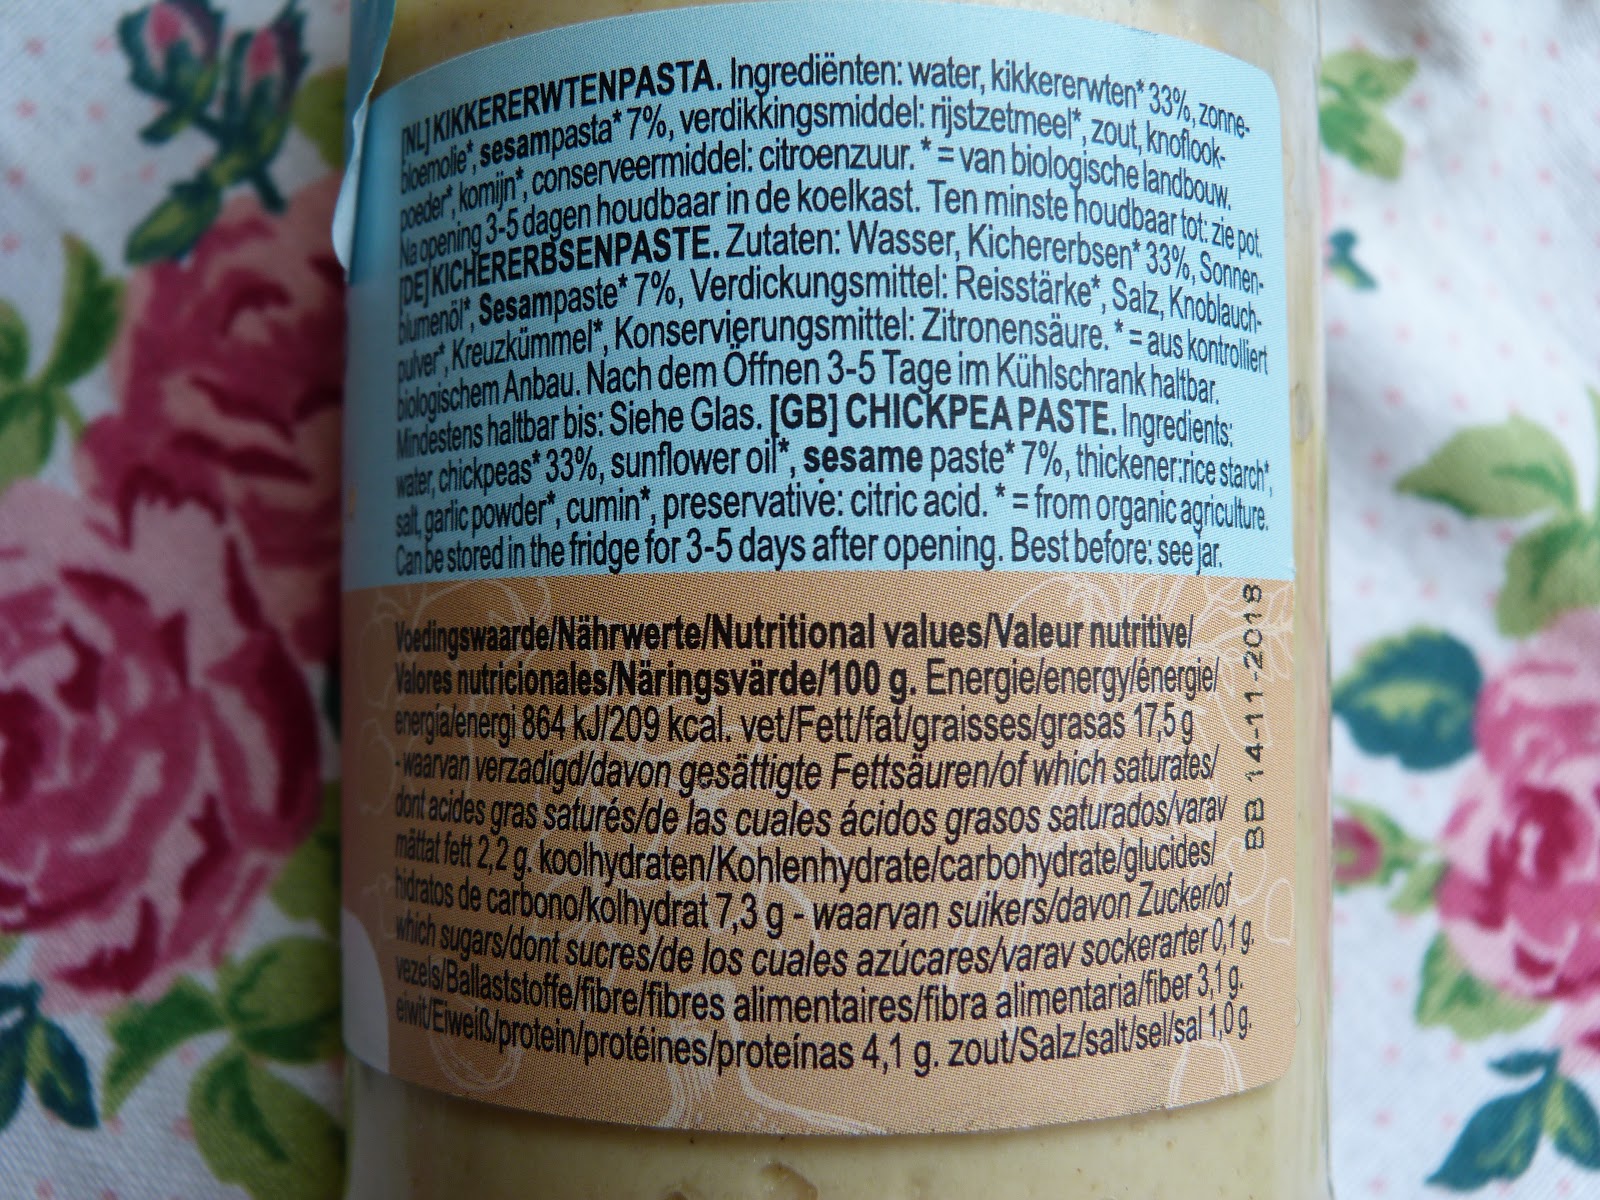 [NL] KIKKERERWTENPASTA. Ingrediënten: water, kikkererwten* 33%, zonne-
bloemolie*, sesampasta* 7%, verdikkingsmiddel: rijstzetmeel*, zout, knoflook-
poeder*, komijn*, conserveermiddel: citroenzuur. * = van biologische landbouw.
Na opening 3-5 dagen houdbaar in de koelkast. Ten minste houdbaar tot: zie pot.
[DE] KICHERERBSENPASTE. Zutaten: Wasser, Kichererbsen* 33%, Sonnen-
blumenöl*, Sesampaste* 7%, Verdickungsmittel: Reisstärke*, Salz, Knoblauch-
pulver*, Kreuzkümmel*, Konservierungsmittel: Zitronensäure. * = aus kontrolliert
biologischem Anbau. Nach dem Öffnen 3-5 Tage im Kühlschrank haltbar.
Mindestens haltbar bis: Siehe Glas. [GB] CHICKPEA PASTE. Ingredients:
water, chickpeas* 33%, sunflower oil*, sesame paste* 7%, thickener:rice starch*,
salt, garlic powder*, cumin*, preservative: citric acid. * = from organic agriculture.
Can be stored in the fridge for 3-5 days after opening. Best before: see jar.
Voedingswaarde/Nährwerte/Nutritional values/Valeur nutritive/
Valores nutricionales/Näringsvärde/100 g. Energie/energy/énergie/
energía/energi 864 kJ/209 kcal. vet/Fett/fat/graisses/grasas 17,5 g
- waarvan verzadigd/davon gesättigte Fettsäuren/of which saturates/
dont acides gras saturés/de las cuales ácidos grasos saturados/varav
mättat fett 2,2 g. koolhydraten/Kohlenhydrate/carbohydrate/glucides/
hidratos de carbono/kolhydrat 7,3 g - waarvan suikers/davon Zucker/of
which sugars/dont sucres/de los cuales azúcares/varav sockerarter 0,1 g.
vezels/Ballaststoffe/fibre/fibres alimentaires/fibra alimentaria/fiber 3,1 g.
eiwit/Eiweiß/protein/protéines/proteínas 4,1 g. zout/Salz/salt/sel/sal 1,0 g.
BB 14-11-2018